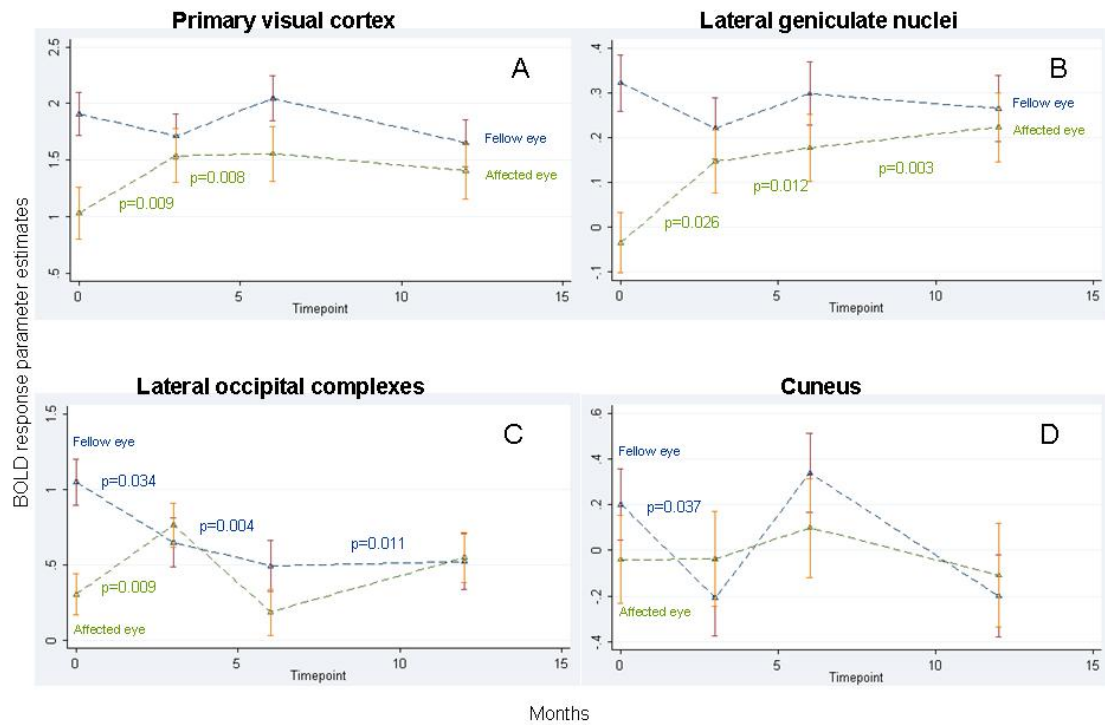 Primary visual cortex
A
2.5
2
1.5
1
.5
Fellow eye
Affected eye
p=0.009
p=0.008
0
5
10
15
Timepoint
Lateral geniculate nuclei
B
.4
.3
.2
.1
0
-.1
Fellow eye
Affected eye
p=0.026
p=0.012
p=0.003
0
5
10
15
Timepoint
BOLD response parameter estimates
Lateral occipital complexes
C
1.5
1
.5
0
Fellow eye
p=0.034
p=0.004
p=0.011
p=0.009
Affected eye
0
5
10
15
Timepoint
Cuneus
D
.6
.4
.2
0
-.2
-.4
Fellow eye
p=0.037
Affected eye
0
5
10
15
Timepoint
Months